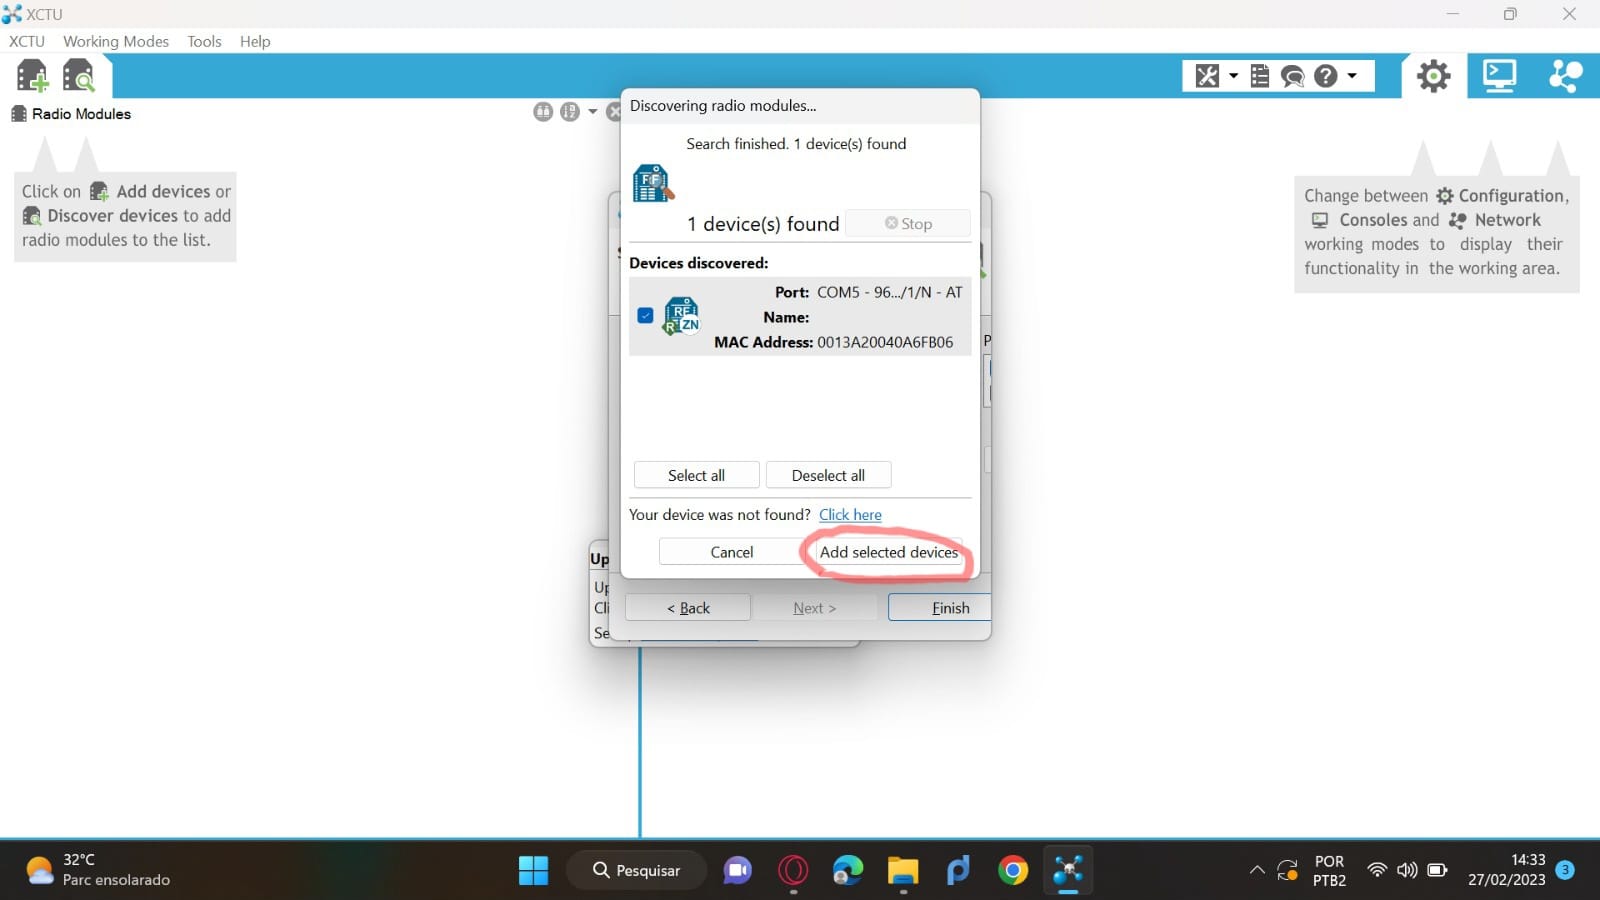 XCTU
XCTU Working Modes Tools Help
Radio Modules
Click on Add devices or
Discover devices to add
radio modules to the list.
Discovering radio modules...
Search finished. 1 device(s) found
1 device(s) found Stop
Devices discovered:
Port: COM5 - 96.../1/N - AT
Name:
MAC Address: 0013A20040A6FB06
Select all Deselect all
Your device was not found? Click here
Cancel Add selected devices
< Back Next > Finish
Up
Up
Cli
Se
P
Change between Configuration,
Consoles and Network
working modes to display their
functionality in the working area.
32°C
Parc ensolarado
Pesquisar
POR
PTB2
14:33
27/02/2023
3